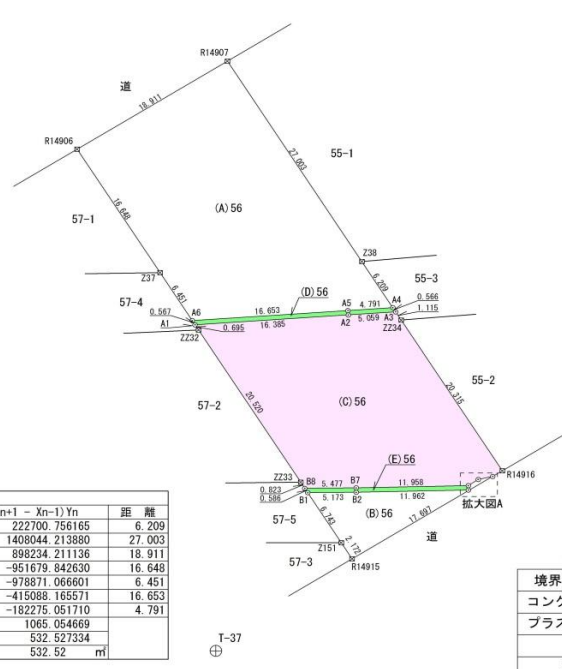 R14907
道
18.911
R14906
27.003
55-1
16.648
57-1
(A)56
Z38
Z37
6.209
55-3
6.451
(D)56
57-4
A5
4.791
A4
0.566
0.567
A6
16.653
1.115
A1
16.385
A2
5.059
A3
ZZ34
ZZ32
0.695
20.315
55-2
57-2
20.520
(C)56
(E)56
R14916
ZZ33
B8
5.477
B7
11.958
0.823
0.586
B1
5.173
B2
11.962
拡大図A
(B)56
57-5
6.743
17.697
道
Z151
2.172
57-3
R14915
n+1 - Xn-1)Yn 距 離
222700.756165 6.209
1408044.213880 27.003
898234.211136 18.911
-951679.842630 16.648
-978871.066601 6.451
-415088.165571 16.653
-182275.051710 4.791
1065.054669
532.527334
532.52 ㎡
T-37
境界
コンク
プラス